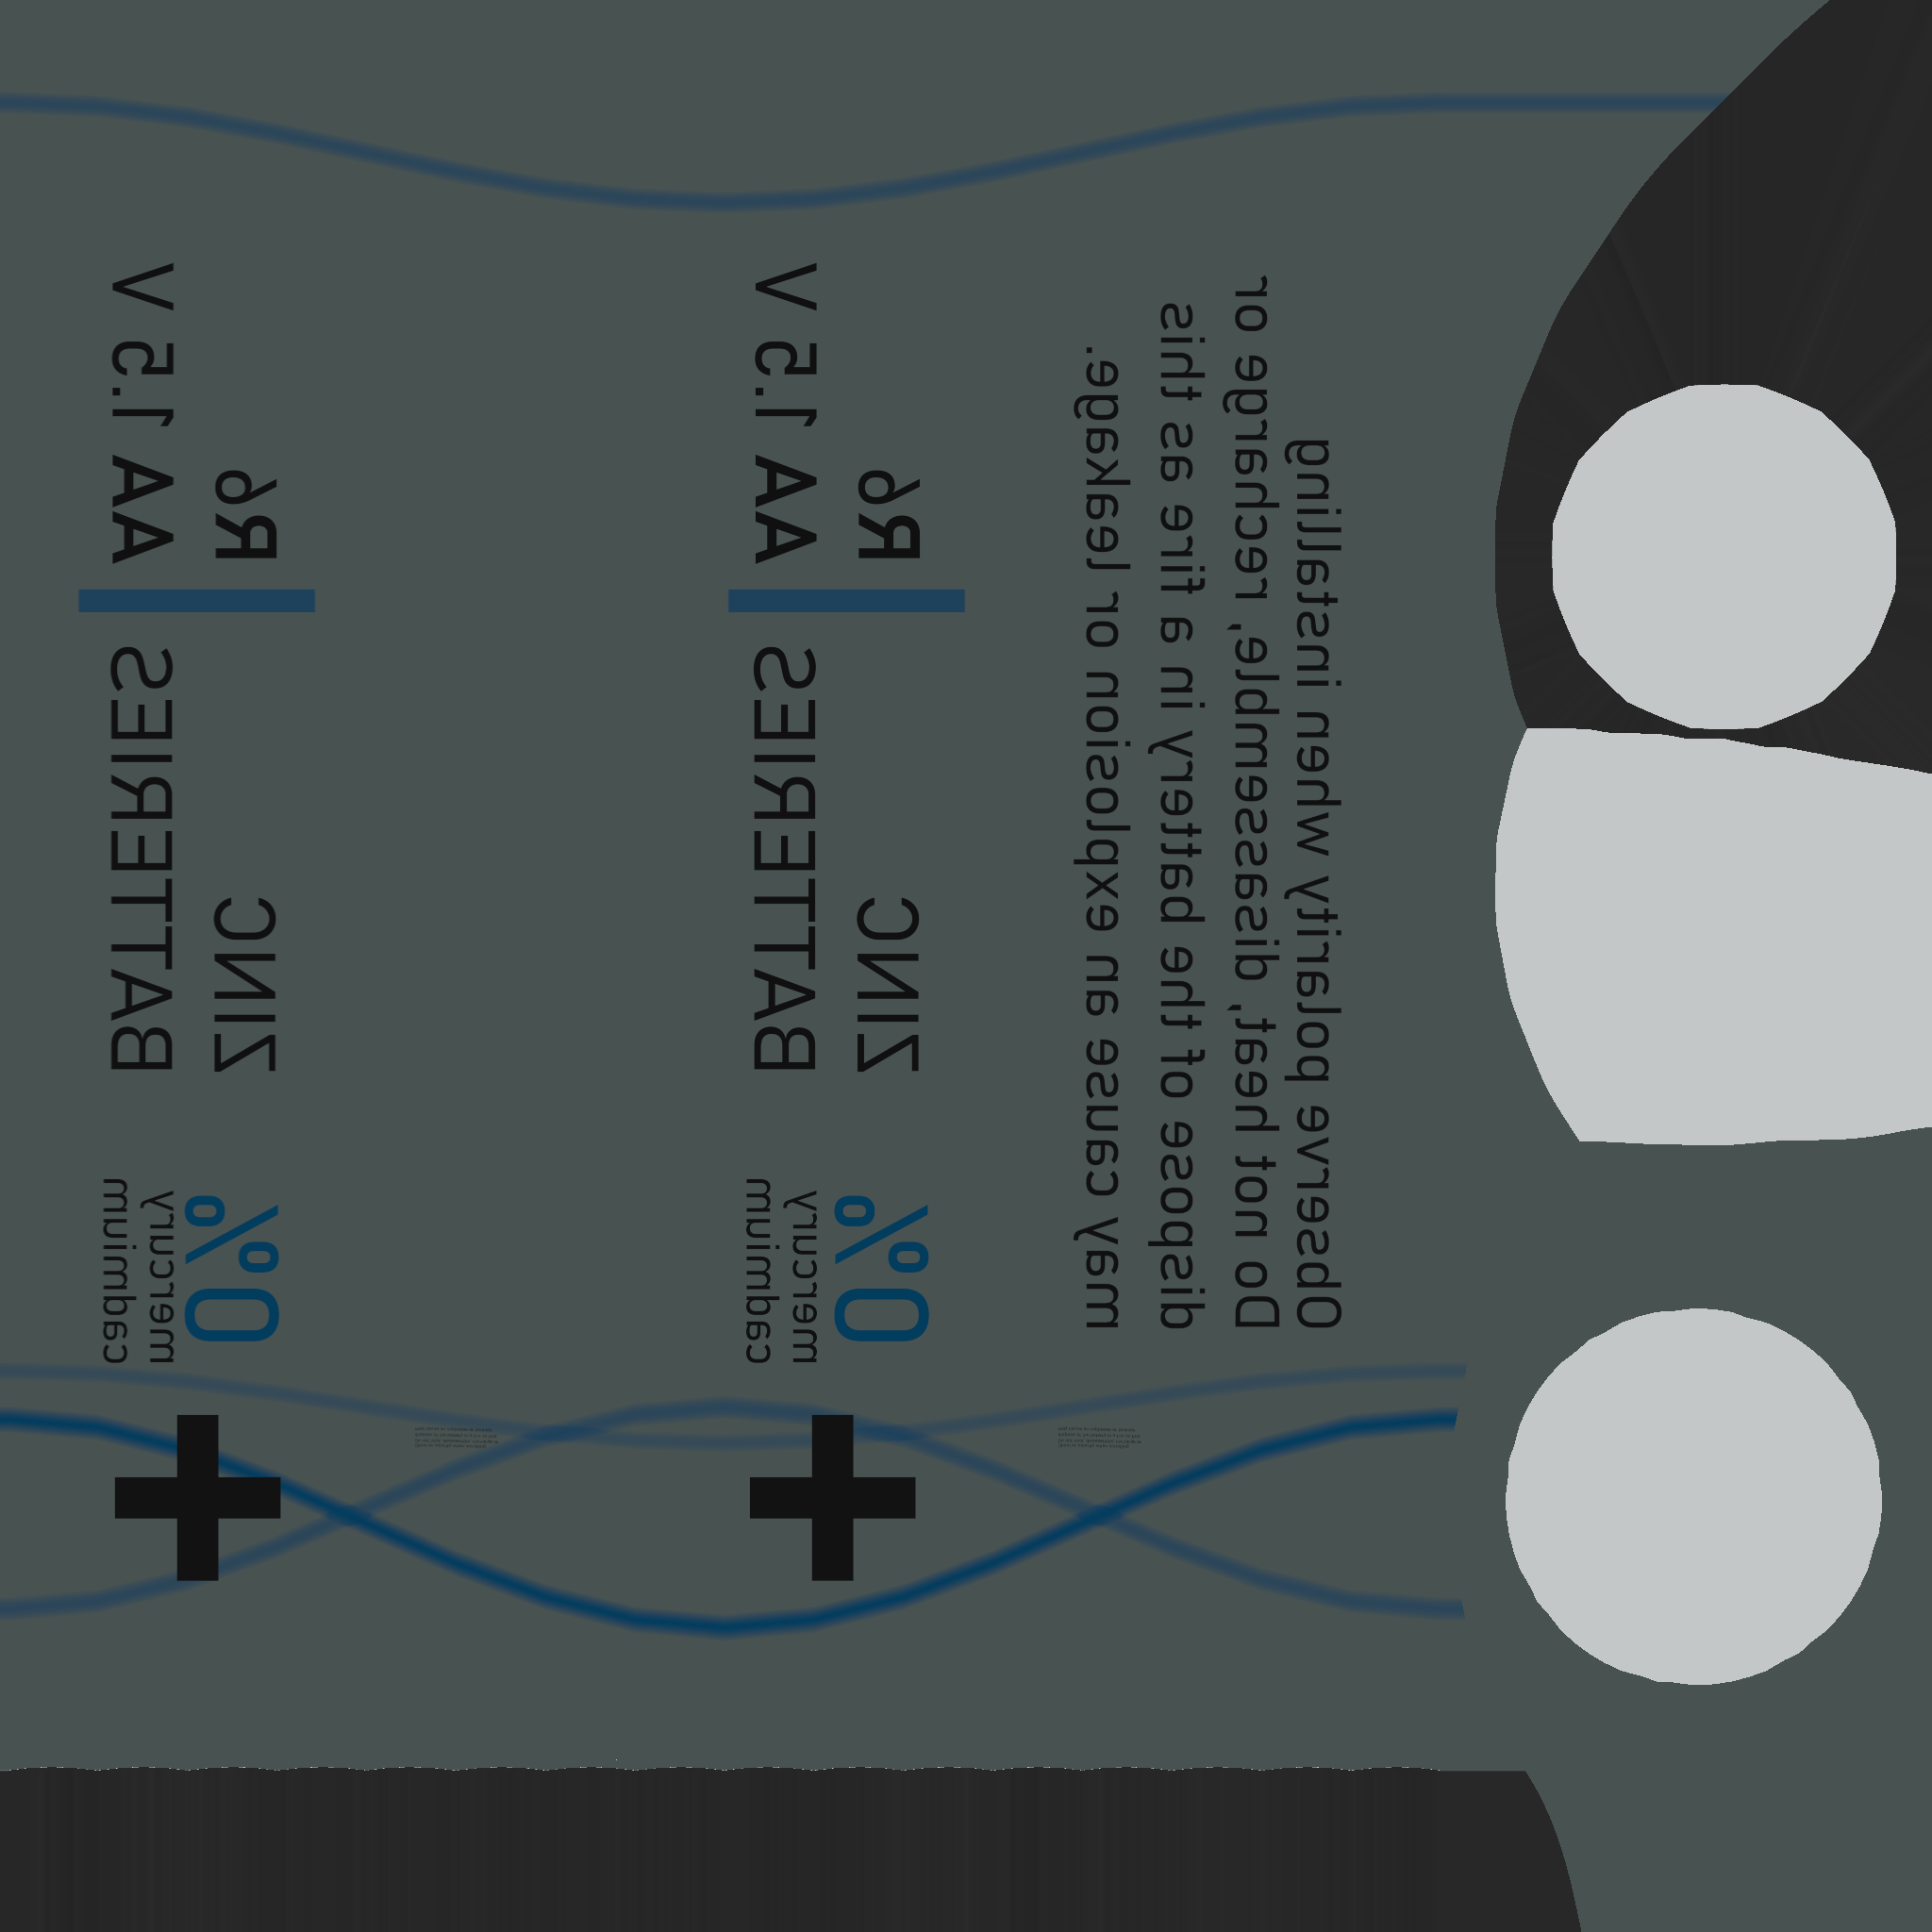 Observe polarity when installing
Do not heat, disassemble, recharge or
dispose of the battery in a fire as this
may cause an explosion or leakage.
0%
mercury
cadmium
ZINC
BATTERIES
R6
AA 1.5 V
0%
mercury
cadmium
ZINC
BATTERIES
R6
AA 1.5 V